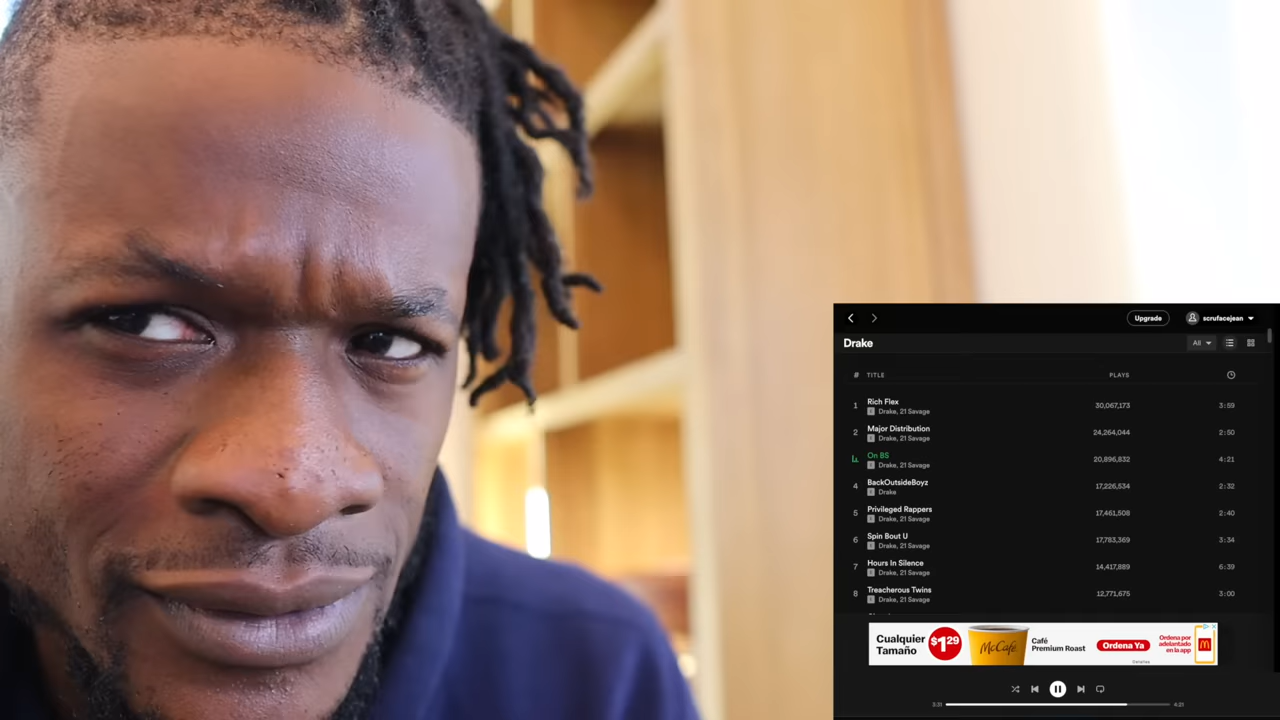 Upgrade scrufacejean
Drake All
# TITLE PLAYS
1 Rich Flex 30,067,173 3:59
E Drake, 21 Savage
2 Major Distribution 24,264,044 2:50
E Drake, 21 Savage
On BS 20,896,832 4:21
E Drake, 21 Savage
4 BackOutsideBoyz 17,226,534 2:32
E Drake
5 Privileged Rappers 17,461,508 2:40
E Drake, 21 Savage
6 Spin Bout U 17,783,369 3:34
E Drake, 21 Savage
7 Hours In Silence 14,417,889 6:39
E Drake, 21 Savage
8 Treacherous Twins 12,771,675 3:00
E Drake, 21 Savage
Cualquier Tamaño
$129
McCafé
Café
Premium Roast
Ordena Ya
Detalles
Ordena por
adelantado
en la app
4:21